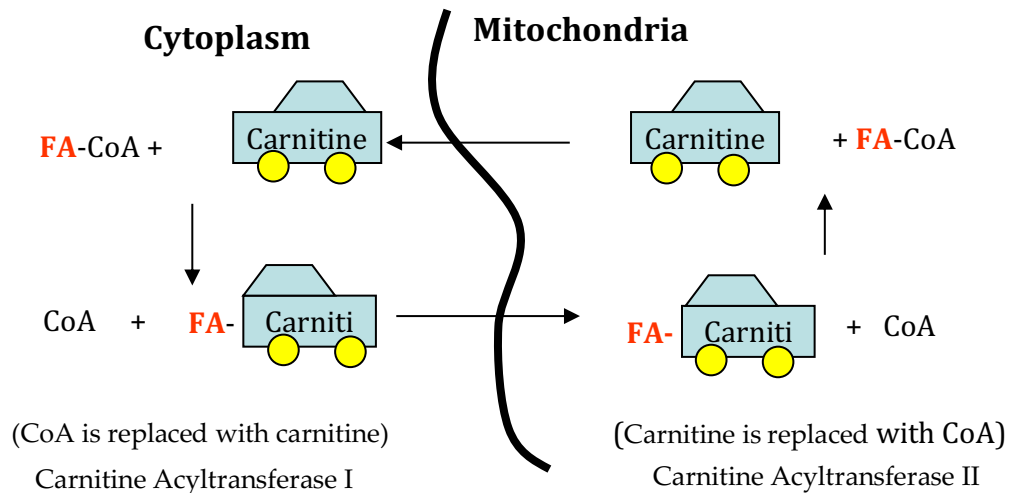 Cytoplasm
Mitochondria
FA-CoA +
Carnitine
Carnitine
+ FA-CoA
CoA + FA-
Carniti
FA-
Carniti
+ CoA
(CoA is replaced with carnitine)
Carnitine Acyltransferase I
(Carnitine is replaced with CoA)
Carnitine Acyltransferase II